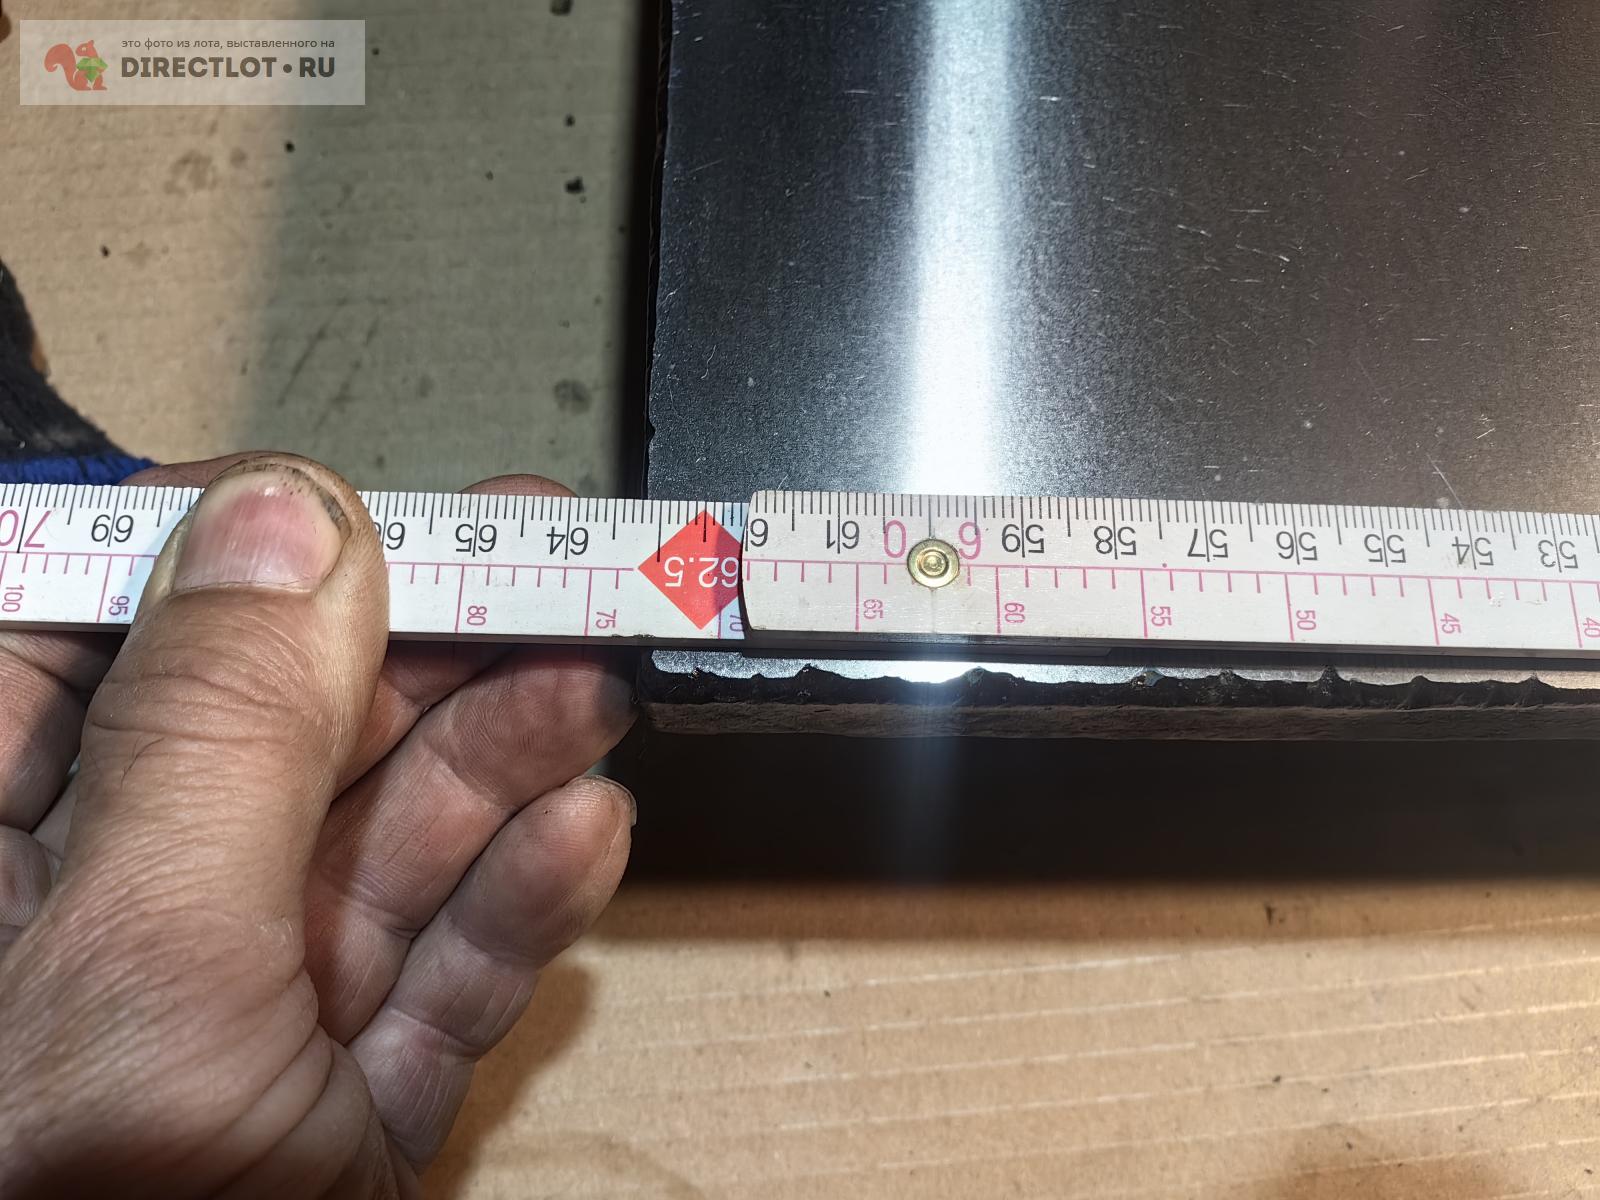 это фото из лота, выставленного на
DIRECTLOT•RU
70 69 66 65 64 62.5 61 60 59 58 57 56 55 54 53
100 95 80 75 70 65 60 55 50 45 40